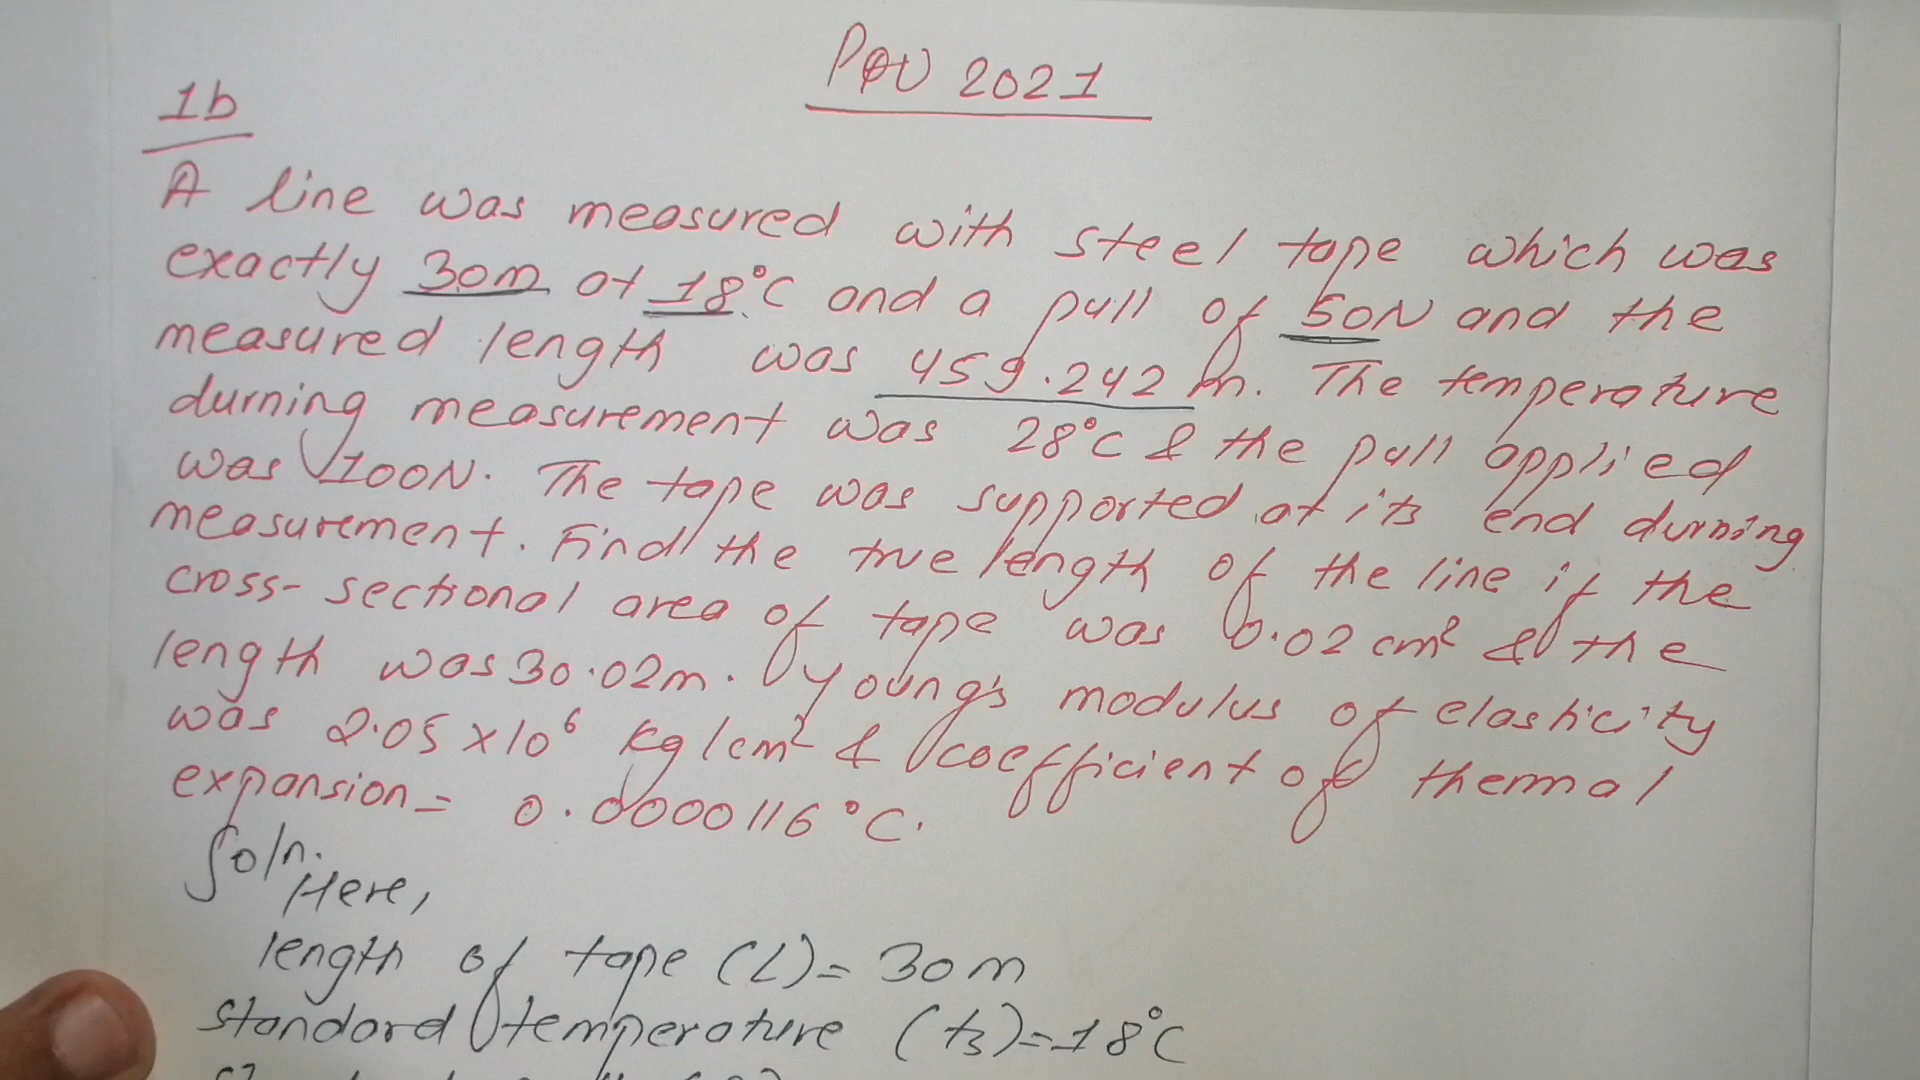 POU 2021
1b
A line was measured with steel tape which was
exactly 30m at 18°C and a pull of 50N and the
measured length was 459.242 m. The temperature
durning measurement was 28°C & the pull applied
was 100N. The tape was supported at its end durning
measurement. Find the true length of the line if the
cross-sectional area of tape was 0.02 cm² & the
length was 30.02m. Young's modulus of elasticity
was 2.05 x 10⁶ kg/cm² & coefficient of thermal
expansion = 0.0000116 °C.
Soln.
Here,
length of tape (L) = 30m
Standard temperature (ts) = 18°C